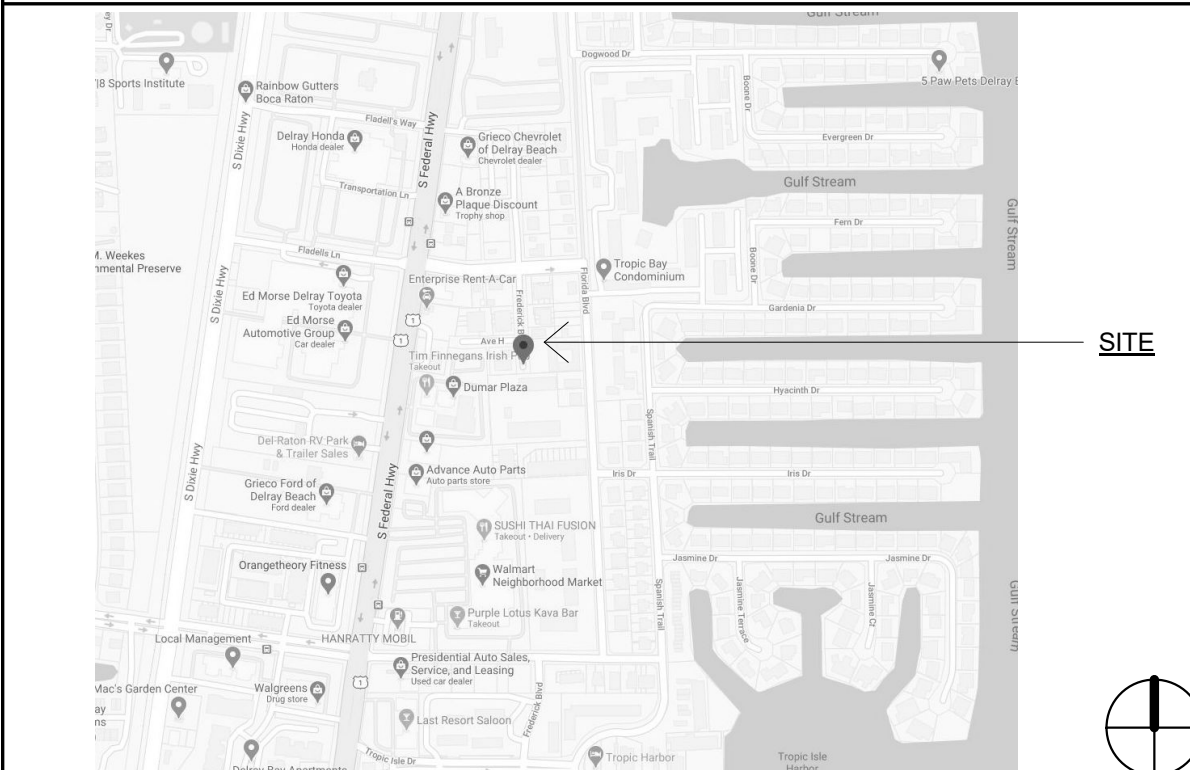 Gulf Stream
Dogwood Dr
Sports Institute
5 Paw Pets Delray
Rainbow Gutters
Boca Raton
Boone Dr
S Dixie Hwy
S Federal Hwy
Fladell's Way
Delray Honda
Honda dealer
Grieco Chevrolet
of Delray Beach
Chevrolet dealer
Evergreen Dr
Transportation Ln
A Bronze
Plaque Discount
Trophy shop
Gulf Stream
Gulf Stream
Fern Dr
M. Weekes
nmental Preserve
Fladells Ln
Boone Dr
Tropic Bay
Condominium
Florida Blvd
Enterprise Rent-A-Car
Ed Morse Delray Toyota
Toyota dealer
S Dixie Hwy
Frederick B
Gardenia Dr
1
Ed Morse
Automotive Group
Car dealer
1
Ave H
SITE
Tim Finnegans Irish P
Takeout
Dumar Plaza
Hyacinth Dr
Spanish Trail
Del-Raton RV Park
& Trailer Sales
S Dixie Hwy
S Federal Hwy
Advance Auto Parts
Auto parts store
Iris Dr
Iris Dr
Grieco Ford of
Delray Beach
Ford dealer
SUSHI THAI FUSION
Takeout • Delivery
Gulf Stream
Orangetheory Fitness
Walmart
Neighborhood Market
Jasmine Dr
Jasmine Dr
Spanish Trail
Jasmine Terrace
Jasmine Cr
Gulf Stream
Purple Lotus Kava Bar
Takeout
Local Management
HANRATTY MOBIL
Presidential Auto Sales,
Service, and Leasing
Used car dealer
Mac's Garden Center
Walgreens
Drug store
1
Frederick Blvd
Last Resort Saloon
Tropic Isle Dr
Tropic Harbor
Tropic Isle
Harbor
Delray Bay Apartments